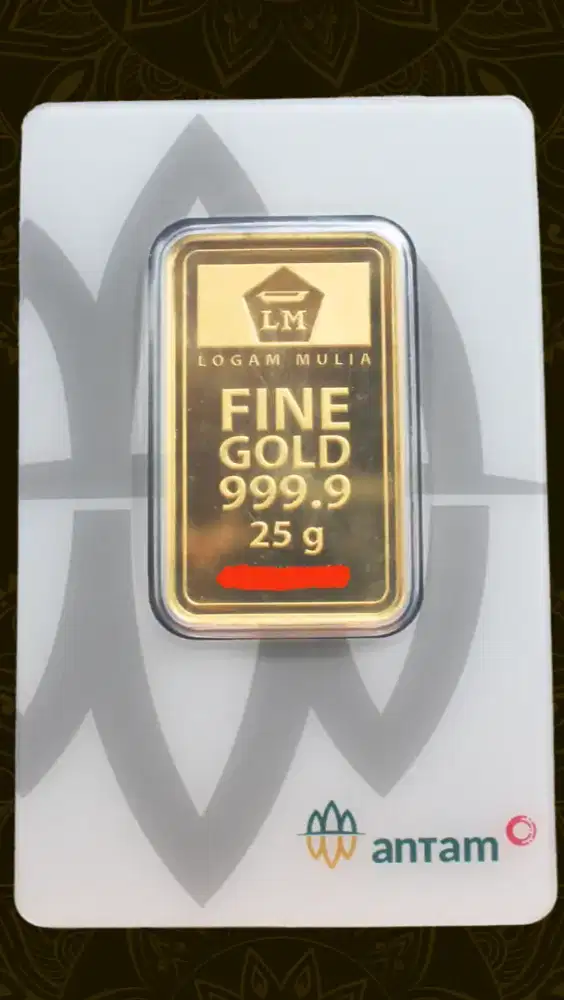 LM
LOGAM MULIA
FINE
GOLD
999.9
25 g
antam